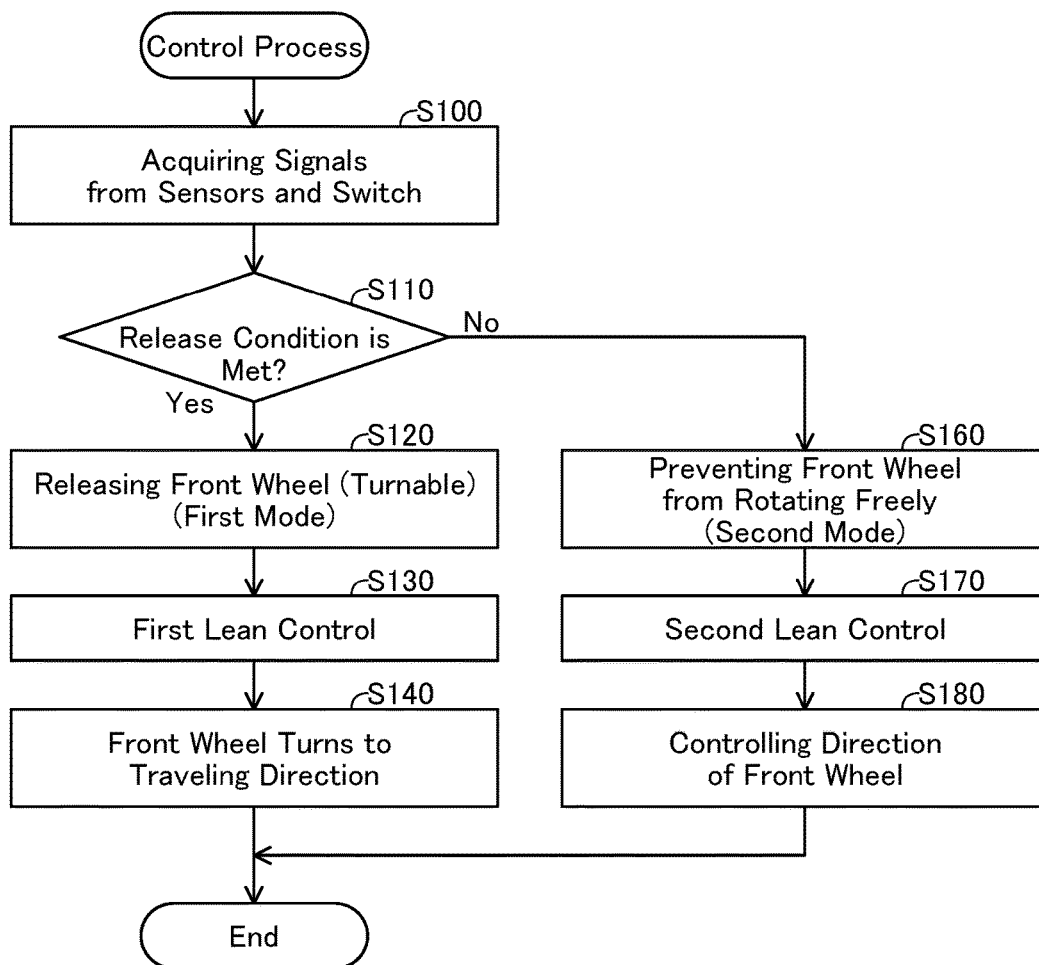 Control Process
S100
Acquiring Signals
from Sensors and Switch
S110
Release Condition is
Met?
No
Yes
S120
Releasing Front Wheel (Turnable)
(First Mode)
S160
Preventing Front Wheel
from Rotating Freely
(Second Mode)
S130
First Lean Control
S170
Second Lean Control
S140
Front Wheel Turns to
Traveling Direction
S180
Controlling Direction
of Front Wheel
End